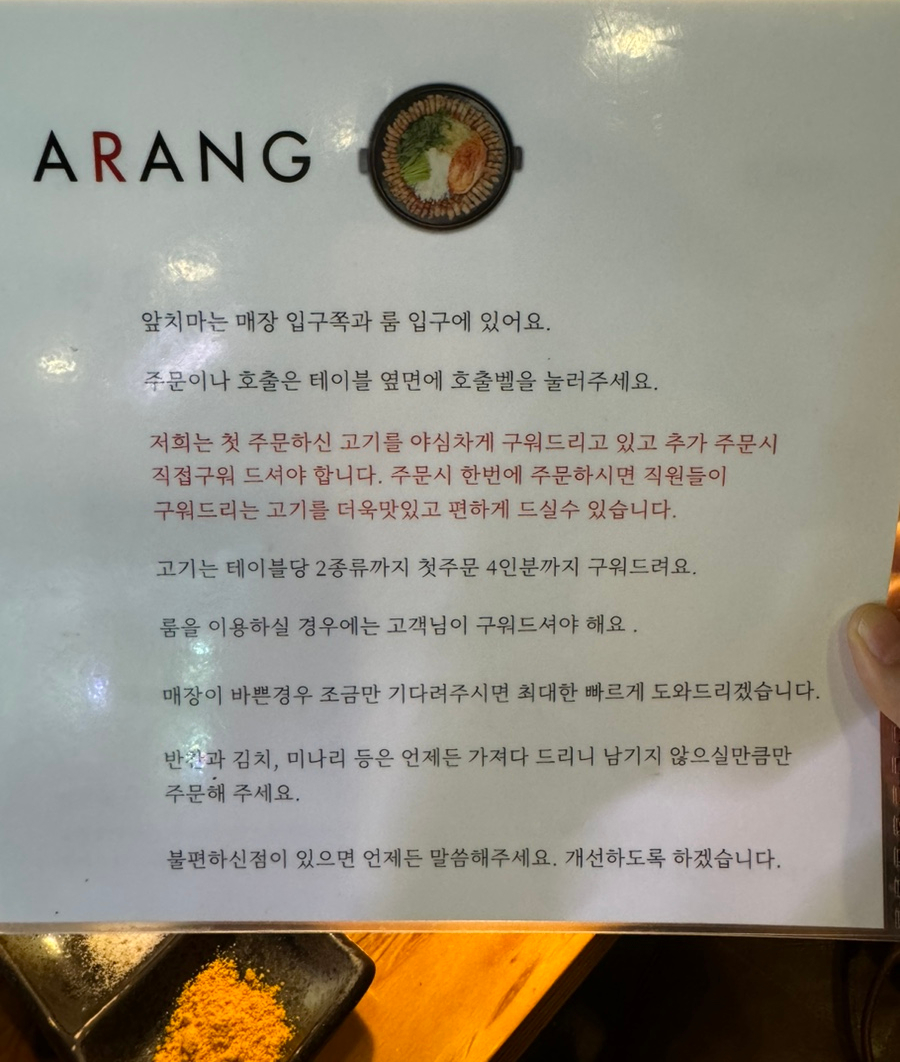 ARANG
앞치마는 매장 입구쪽과 룸 입구에 있어요.
주문이나 호출은 테이블 옆면에 호출벨을 눌러주세요.
저희는 첫 주문하신 고기를 야심차게 구워드리고 있고 추가 주문시
직접구워 드셔야 합니다. 주문시 한번에 주문하시면 직원들이
구워드리는 고기를 더욱맛있고 편하게 드실수 있습니다.
고기는 테이블당 2종류까지 첫주문 4인분까지 구워드려요.
룸을 이용하실 경우에는 고객님이 구워드셔야 해요 .
매장이 바쁜경우 조금만 기다려주시면 최대한 빠르게 도와드리겠습니다.
반찬과 김치, 미나리 등은 언제든 가져다 드리니 남기지 않으실만큼만
주문해 주세요.
불편하신점이 있으면 언제든 말씀해주세요. 개선하도록 하겠습니다.